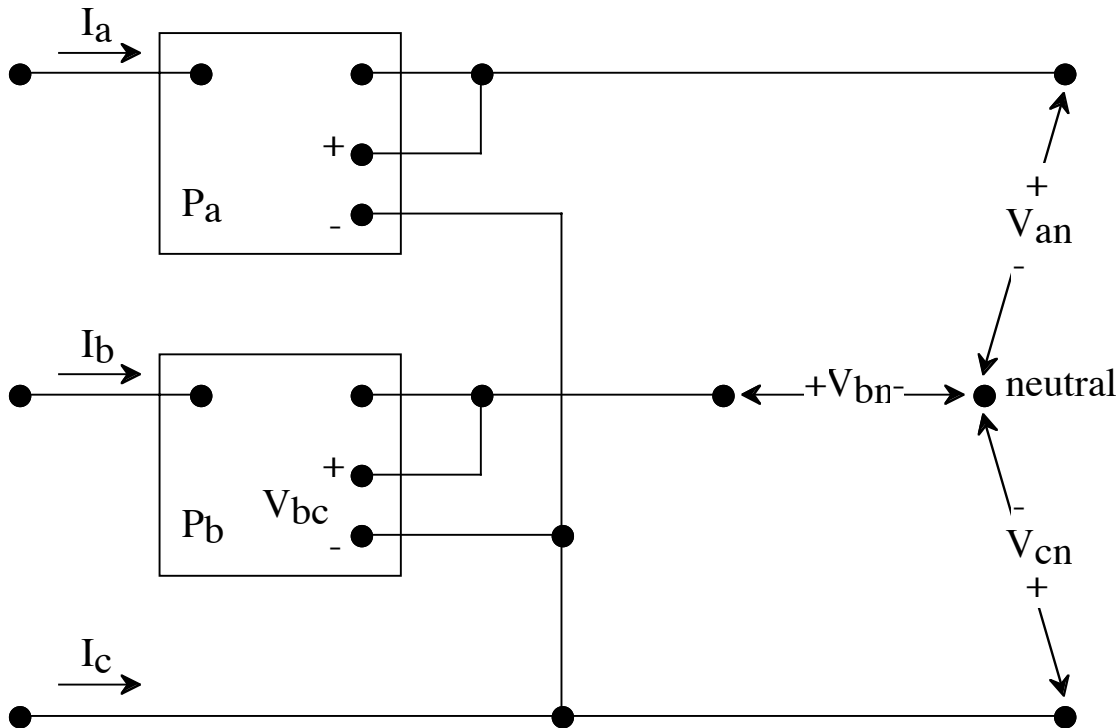 Ia
+
Pa
-
+
Van
-
Ib
+Vbn-
neutral
+
Vbc
Pb
-
-
Vcn
+
Ic